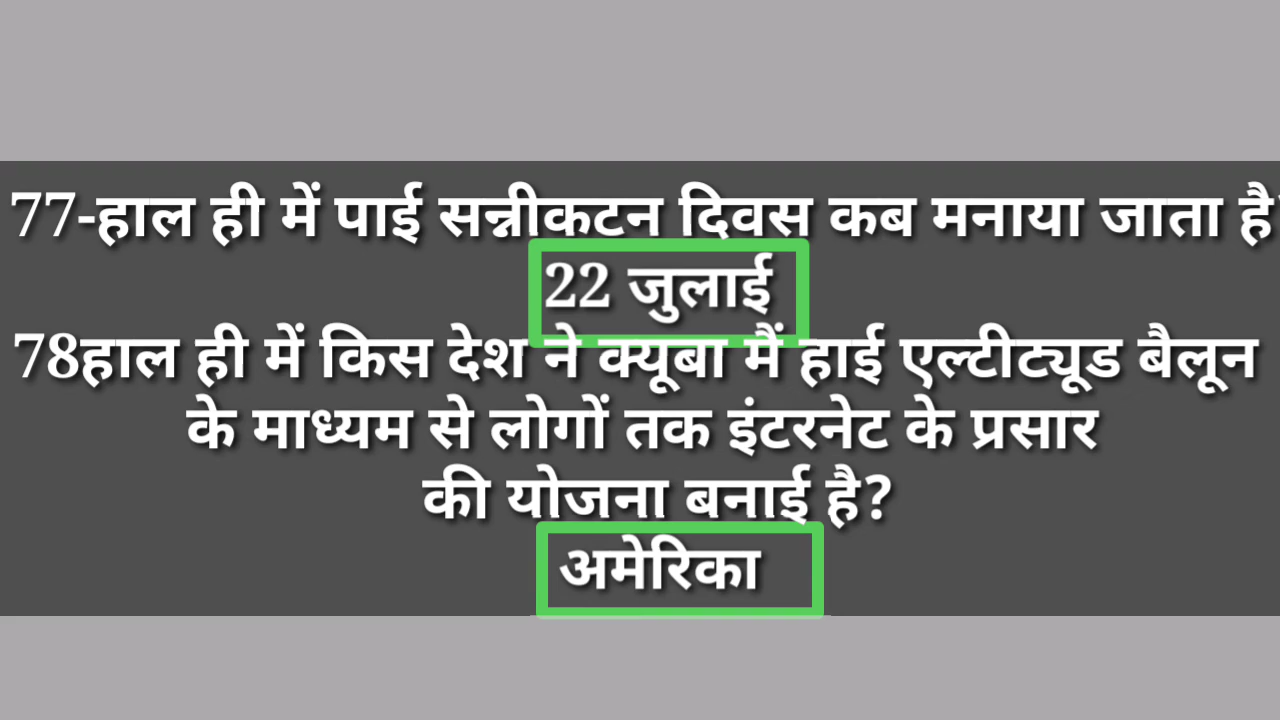 77-हाल ही में पाई सन्नीकटन दिवस कब मनाया जाता है?
22 जुलाई
78हाल ही में किस देश ने क्यूबा मैं हाई एल्टीट्यूड बैलून
के माध्यम से लोगों तक इंटरनेट के प्रसार
की योजना बनाई है?
अमेरिका